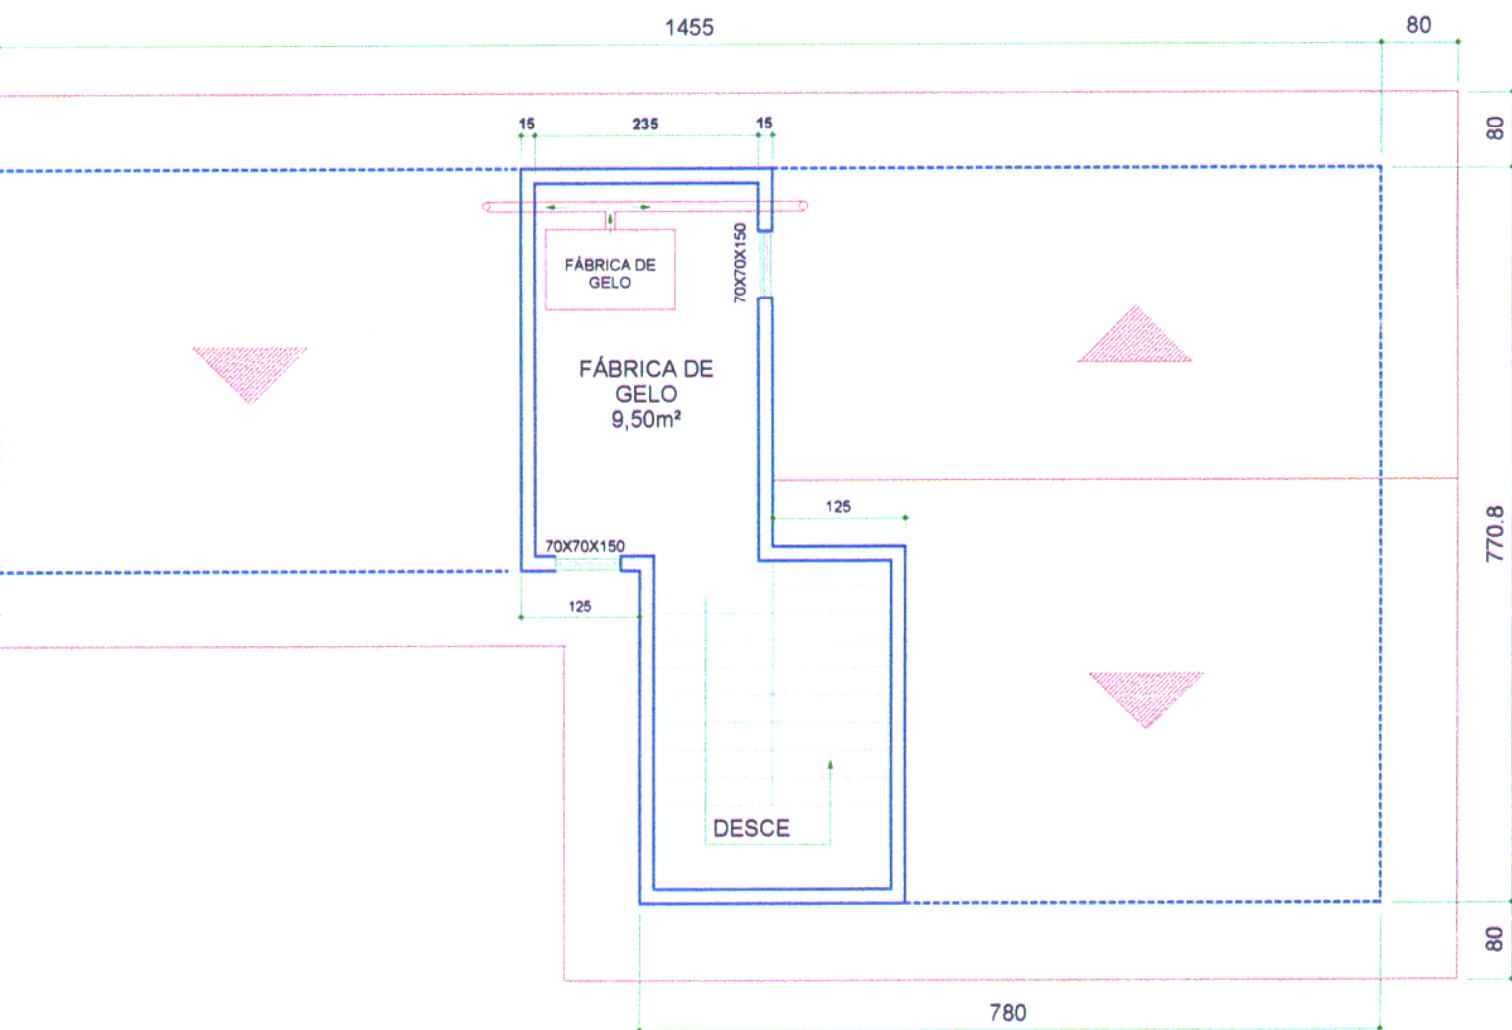 1455
80
80
15
235
15
70X70X150
FÁBRICA DE
GELO
FÁBRICA DE
GELO
9,50m²
125
770.8
70X70X150
125
DESCE
80
780